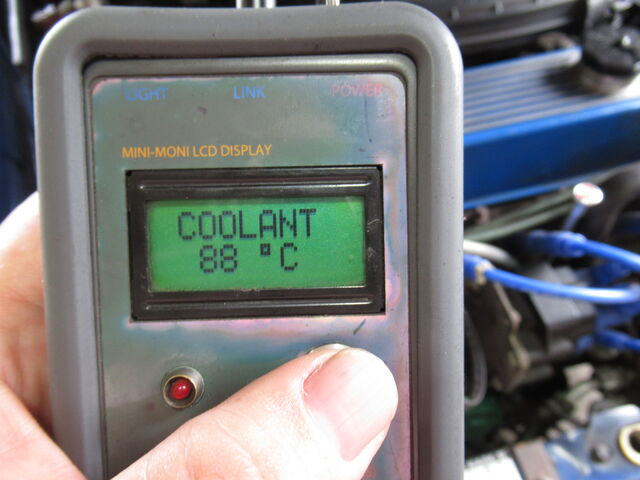 LIGHT LINK POWER
MINI-MONI LCD DISPLAY
COOLANT
88 °C